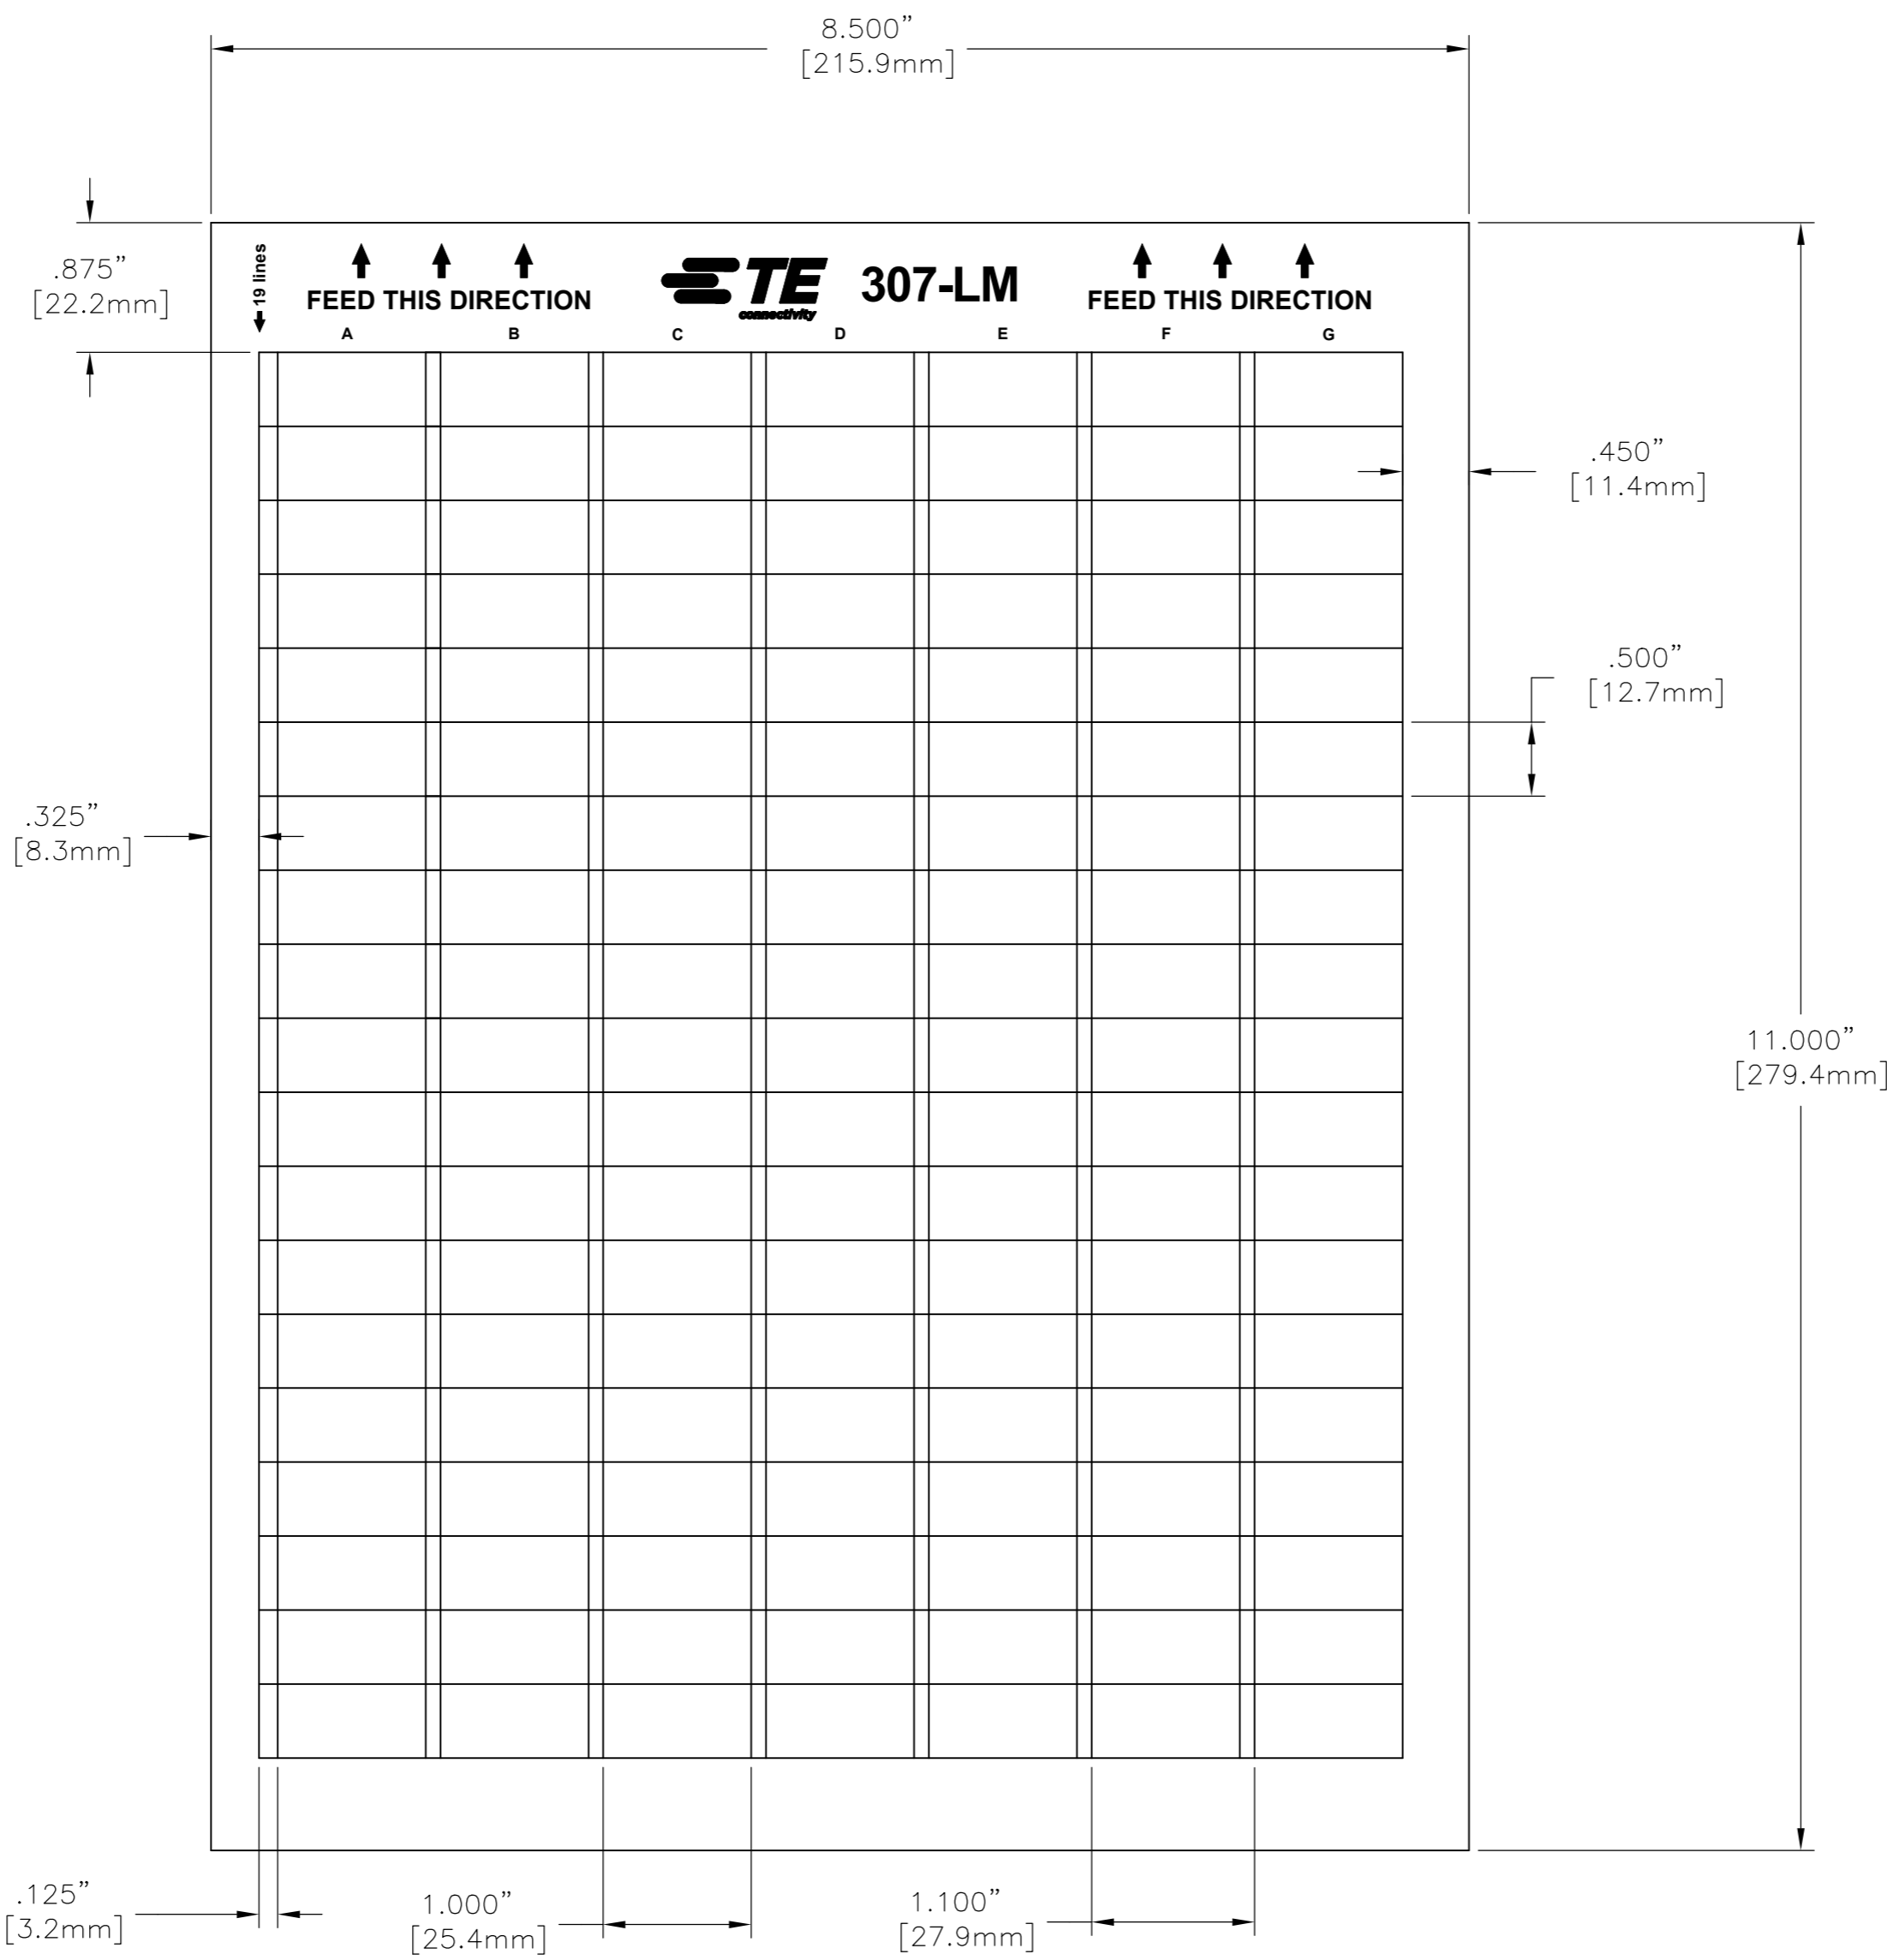 8.500”
[215.9mm]
.875”
[22.2mm]
19 lines
FEED THIS DIRECTION
TE
connectivity
307-LM
FEED THIS DIRECTION
A B C D E F G
.450”
[11.4mm]
.500”
[12.7mm]
.325”
[8.3mm]
11.000”
[279.4mm]
.125”
[3.2mm]
1.000”
[25.4mm]
1.100”
[27.9mm]